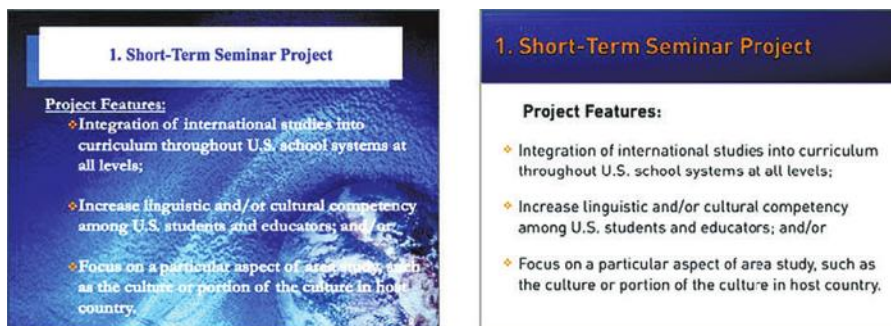 1. Short-Term Seminar Project
Project Features:
Integration of international studies into
curriculum throughout U.S. school systems at
all levels;
Increase linguistic and/or cultural competency
among U.S. students and educators; and/or
Focus on a particular aspect of area study, such
as the culture or portion of the culture in host
country.
1. Short-Term Seminar Project
Project Features:
Integration of international studies into curriculum
throughout U.S. school systems at all levels;
Increase linguistic and/or cultural competency
among U.S. students and educators; and/or
Focus on a particular aspect of area study, such as
the culture or portion of the culture in host country.